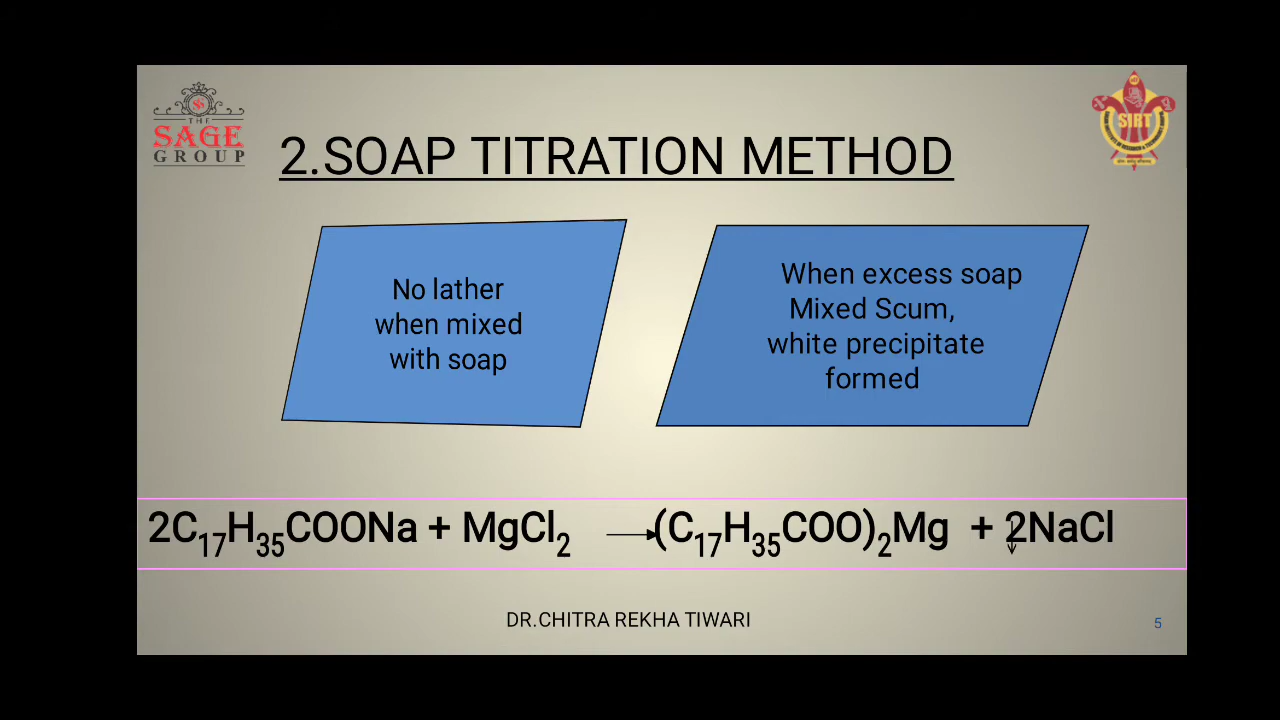 THE
SAGE
GROUP
SIRT
2.SOAP TITRATION METHOD
No lather
when mixed
with soap
When excess soap
Mixed Scum,
white precipitate
formed
2C₁₇H₃₅COONa + MgCl₂ ⟶(C₁₇H₃₅COO)₂Mg + 2NaCl
DR.CHITRA REKHA TIWARI
5